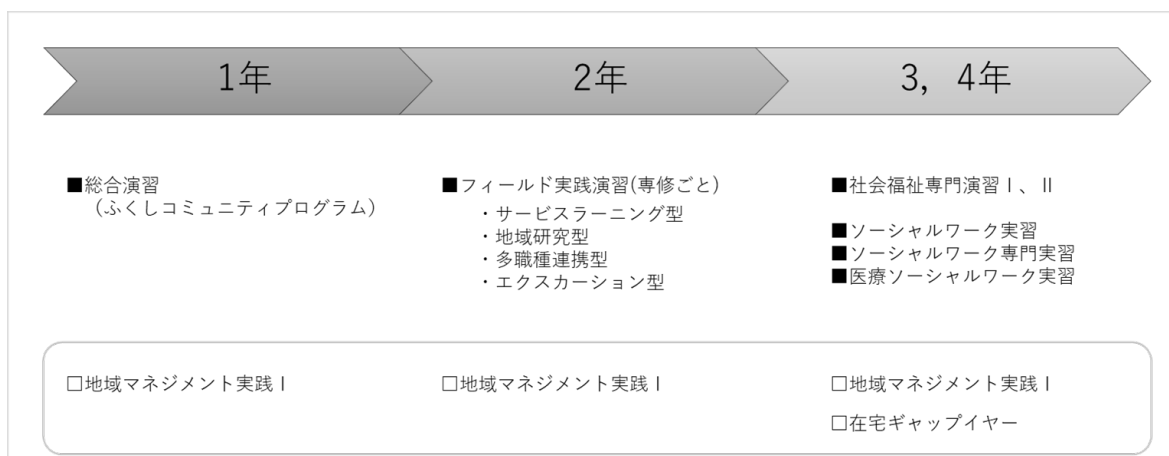 1年
2年
3，4年
■総合演習
（ふくしコミュニティプログラム）
■フィールド実践演習(専修ごと)
・サービスラーニング型
・地域研究型
・多職種連携型
・エクスカーション型
■社会福祉専門演習Ⅰ、Ⅱ
■ソーシャルワーク実習
■ソーシャルワーク専門実習
■医療ソーシャルワーク実習
□地域マネジメント実践Ⅰ
□地域マネジメント実践Ⅰ
□地域マネジメント実践Ⅰ
□在宅ギャップイヤー